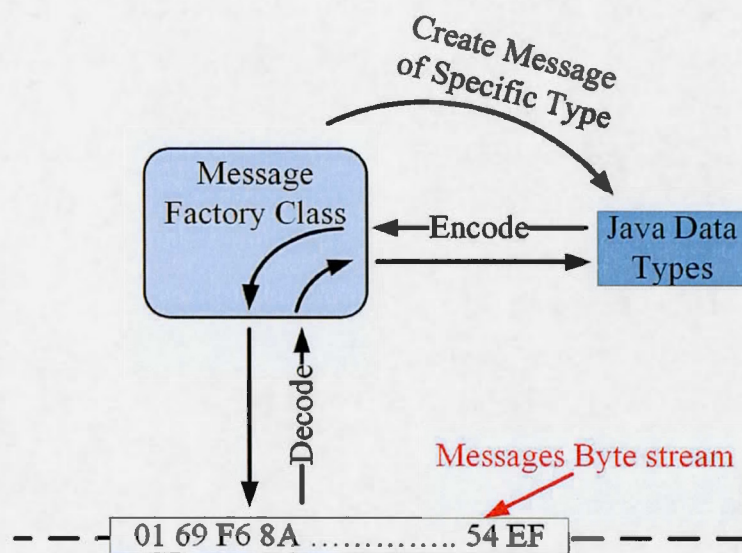 Create Message
of Specific Type
Message
Factory Class
Encode
Java Data
Types
Decode
Messages Byte stream
01 69 F6 8A .............. 54 EF